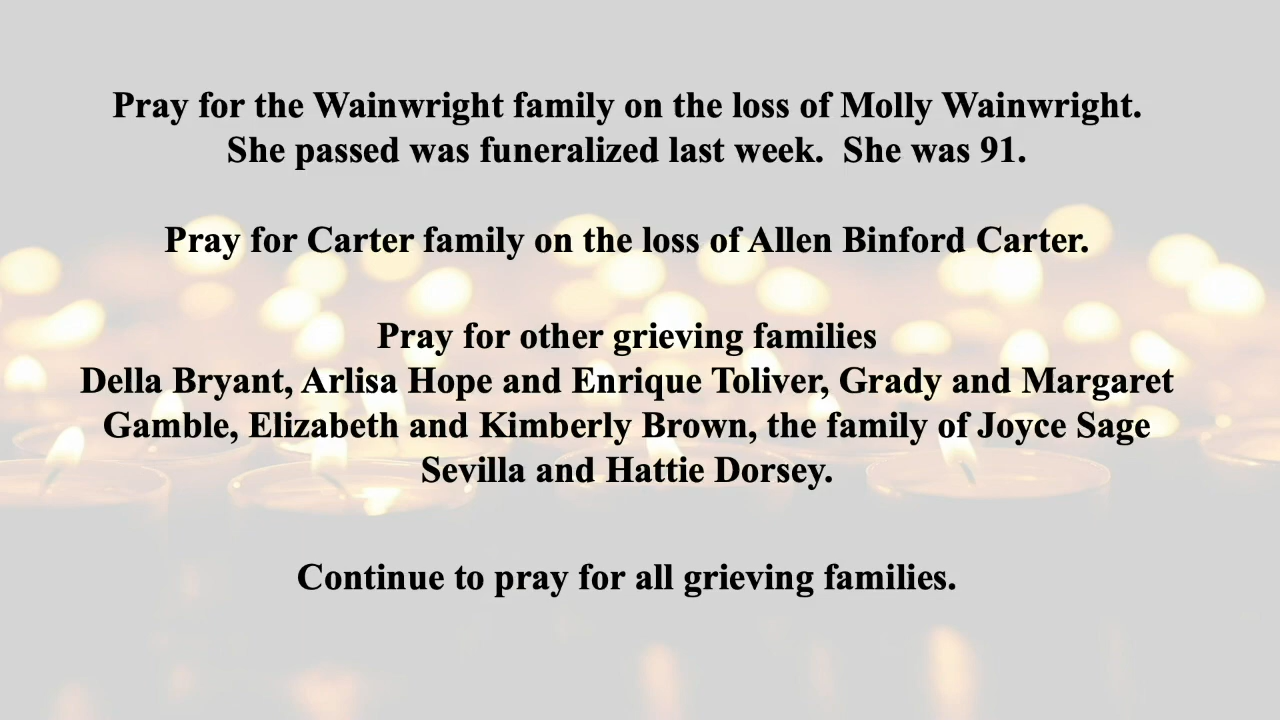 Pray for the Wainwright family on the loss of Molly Wainwright.
She passed was funeralized last week.  She was 91.
Pray for Carter family on the loss of Allen Binford Carter.
Pray for other grieving families
Della Bryant, Arlisa Hope and Enrique Toliver, Grady and Margaret
Gamble, Elizabeth and Kimberly Brown, the family of Joyce Sage
Sevilla and Hattie Dorsey.
Continue to pray for all grieving families.